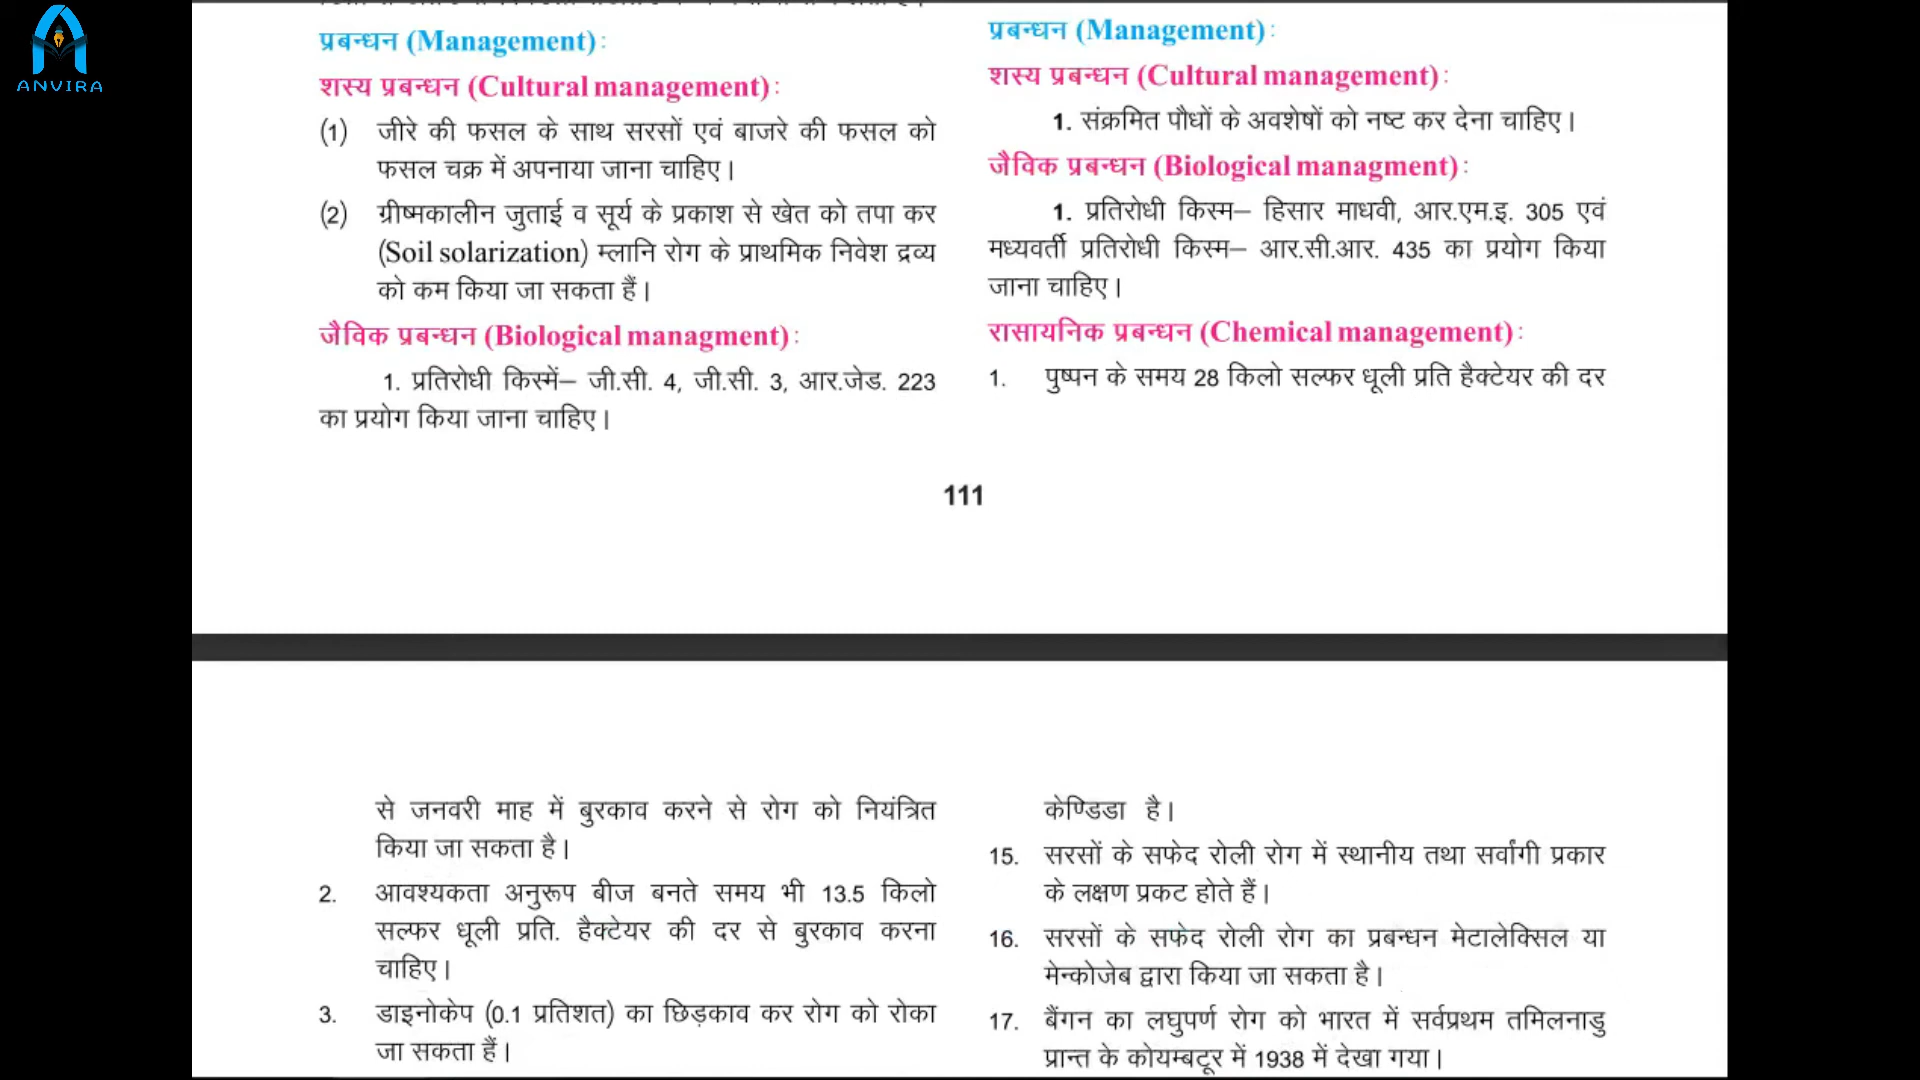 ANVIRA
प्रबन्धन (Management) :
शस्य प्रबन्धन (Cultural management) :
(1) जीरे की फसल के साथ सरसों एवं बाजरे की फसल को
फसल चक्र में अपनाया जाना चाहिए।
(2) ग्रीष्मकालीन जुताई व सूर्य के प्रकाश से खेत को तपा कर
(Soil solarization) म्लानि रोग के प्राथमिक निवेश द्रव्य
को कम किया जा सकता हैं।
जैविक प्रबन्धन (Biological managment) :
1. प्रतिरोधी किस्में– जी.सी. 4, जी.सी. 3, आर.जेड. 223
का प्रयोग किया जाना चाहिए।
प्रबन्धन (Management) :
शस्य प्रबन्धन (Cultural management) :
1. संक्रमित पौधों के अवशेषों को नष्ट कर देना चाहिए।
जैविक प्रबन्धन (Biological managment) :
1. प्रतिरोधी किस्म– हिसार माधवी, आर.एम.इ. 305 एवं
मध्यवर्ती प्रतिरोधी किस्म– आर.सी.आर. 435 का प्रयोग किया
जाना चाहिए।
रासायनिक प्रबन्धन (Chemical management) :
1. पुष्पन के समय 28 किलो सल्फर धूली प्रति हैक्टेयर की दर
111
से जनवरी माह में बुरकाव करने से रोग को नियंत्रित
किया जा सकता है।
2. आवश्यकता अनुरूप बीज बनते समय भी 13.5 किलो
सल्फर धूली प्रति. हैक्टेयर की दर से बुरकाव करना
चाहिए।
3. डाइनोकेप (0.1 प्रतिशत) का छिड़काव कर रोग को रोका
जा सकता हैं।
केण्डिडा है।
15. सरसों के सफेद रोली रोग में स्थानीय तथा सर्वांगी प्रकार
के लक्षण प्रकट होते हैं।
16. सरसों के सफेद रोली रोग का प्रबन्धन मेटालेक्सिल या
मेन्कोजेब द्वारा किया जा सकता है।
17. बैंगन का लघुपर्ण रोग को भारत में सर्वप्रथम तमिलनाडु
प्रान्त के कोयम्बटूर में 1938 में देखा गया।